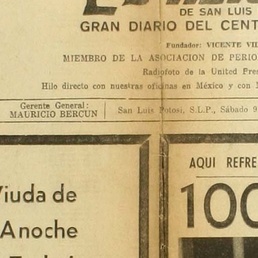 DE SAN LUIS
GRAN DIARIO DEL CENT
Fundador: VICENTE VIL
MIEMBRO DE LA ASOCIACION DE PERIO
Radiofoto de la United Pres
Hilo directo con nuestras oficinas en México y con
Gerente General:
MAURICIO BERCUN
San Luis Potosí, S.L.P., Sábado 9
Viuda de
Anoche
AQUI REFRE
100